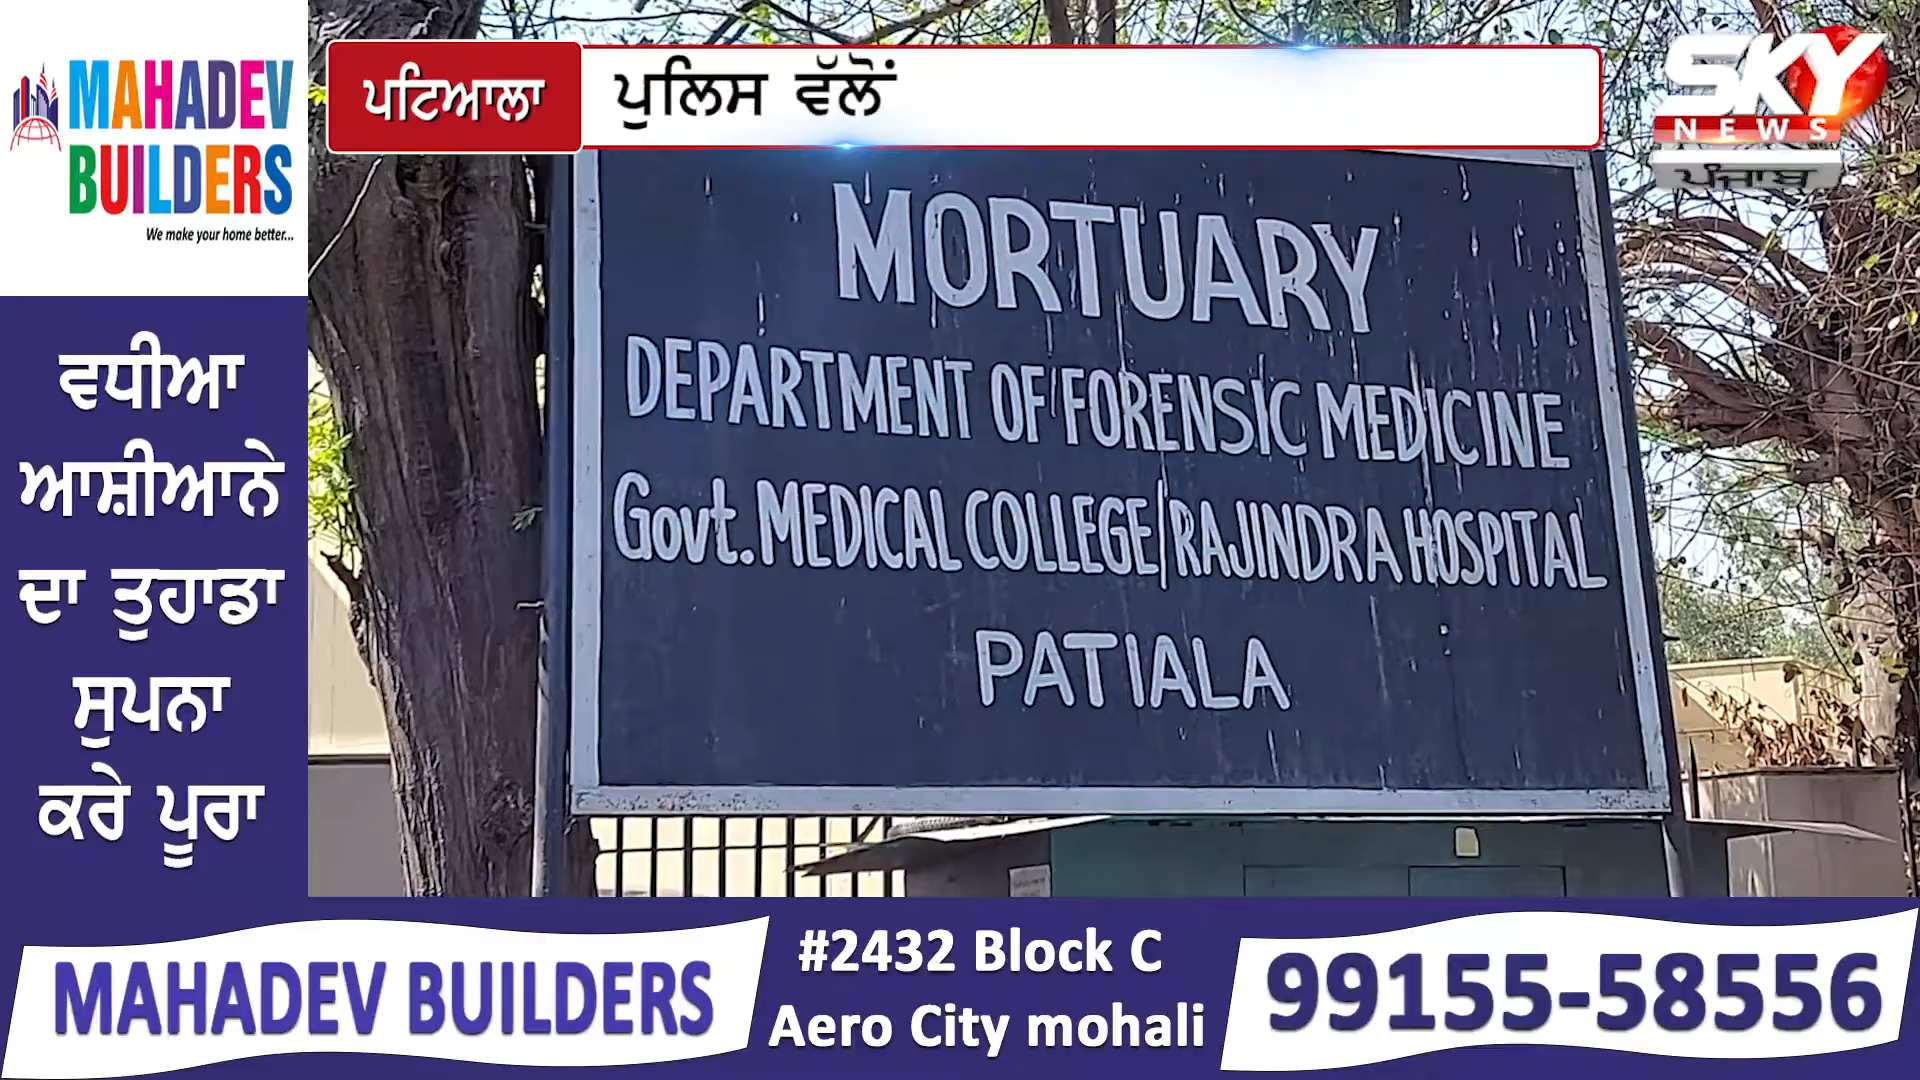 MAHADEV
BUILDERS
We make your home better...
ਵਧੀਆ
ਆਸ਼ੀਆਨੇ
ਦਾ ਤੁਹਾਡਾ
ਸੁਪਨਾ
ਕਰੇ ਪੂਰਾ
ਪਟਿਆਲਾ
ਪੁਲਿਸ ਵੱਲੋਂ
SKY
NEWS
ਪੰਜਾਬ
MORTUARY
DEPARTMENT OF FORENSIC MEDICINE
Govt. MEDICAL COLLEGE/RAJINDRA HOSPITAL
PATIALA
MAHADEV BUILDERS
#2432 Block C
Aero City mohali
99155-58556